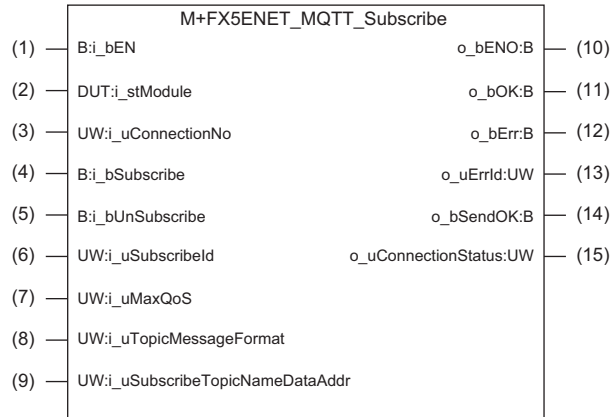 M+FX5ENET_MQTT_Subscribe
(1) B:i_bEN o_bENO:B (10)
(2) DUT:i_stModule o_bOK:B (11)
(3) UW:i_uConnectionNo o_bErr:B (12)
(4) B:i_bSubscribe o_uErrId:UW (13)
(5) B:i_bUnSubscribe o_bSendOK:B (14)
(6) UW:i_uSubscribeId o_uConnectionStatus:UW (15)
(7) UW:i_uMaxQoS
(8) UW:i_uTopicMessageFormat
(9) UW:i_uSubscribeTopicNameDataAddr